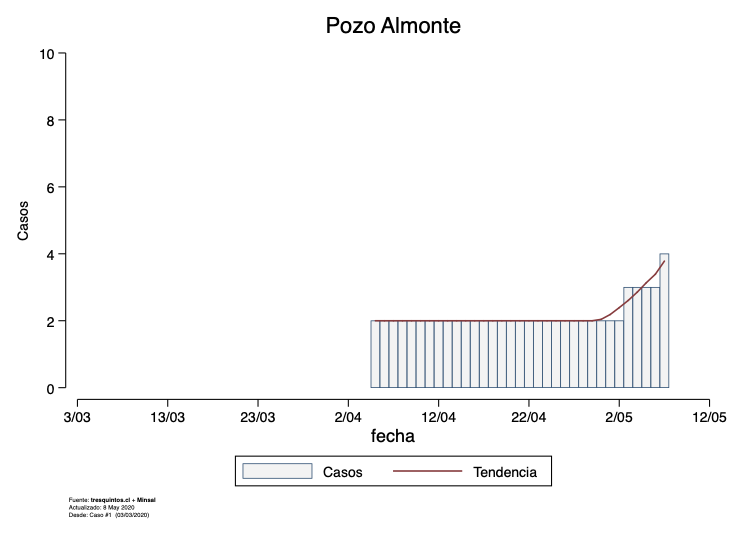 Pozo Almonte
10
8
6
4
2
0
Casos
3/03 13/03 23/03 2/04 12/04 22/04 2/05 12/05
fecha
Casos Tendencia
Fuente: tresquintos.cl + Minsal
Actualizado: 8 May 2020
Desde: Caso #1 (03/03/2020)